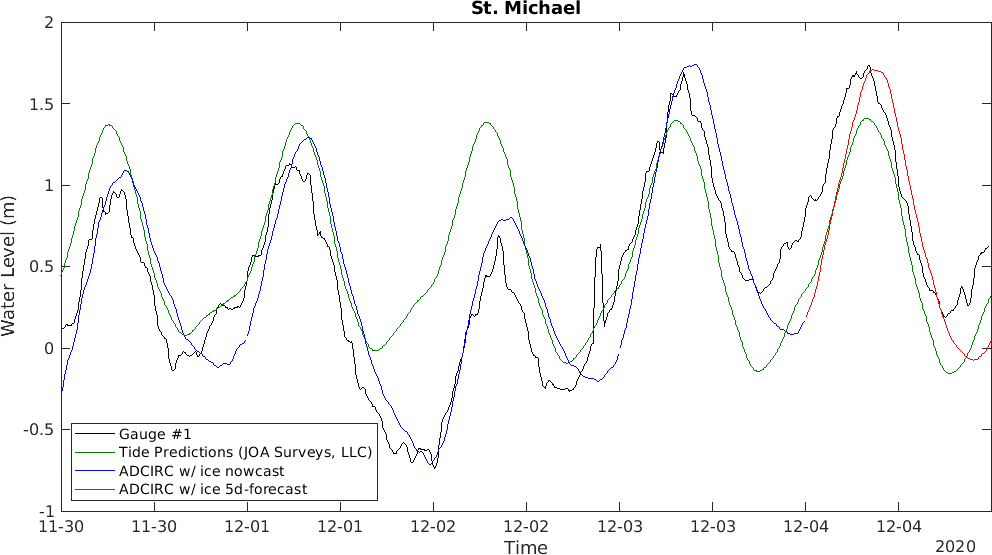 St. Michael
2
1.5
1
0.5
0
-0.5
-1
Water Level (m)
Gauge #1
Tide Predictions (JOA Surveys, LLC)
ADCIRC w/ ice nowcast
ADCIRC w/ ice 5d-forecast
11-30 11-30 12-01 12-01 12-02 12-02 12-03 12-03 12-04 12-04
Time
2020